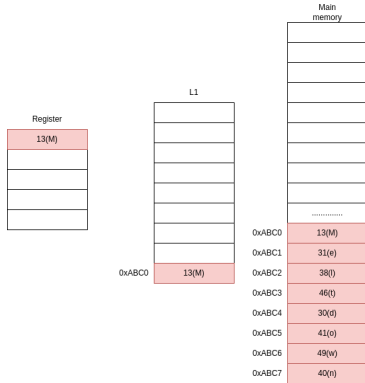 Main
memory
L1
Register
13(M)
..............
0xABC0 13(M)
0xABC1 31(e)
0xABC0 13(M)
0xABC2 38(l)
0xABC3 46(t)
0xABC4 30(d)
0xABC5 41(o)
0xABC6 49(w)
0xABC7 40(n)